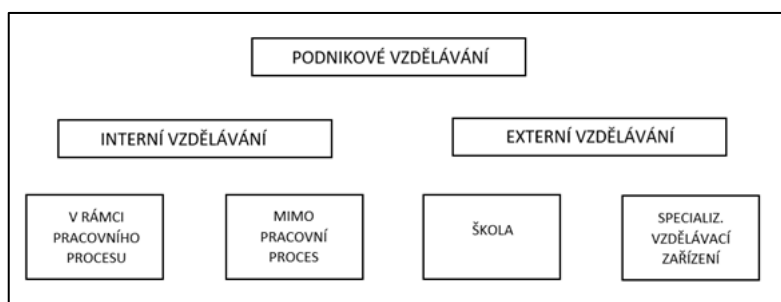 PODNIKOVÉ VZDĚLÁVÁNÍ
INTERNÍ VZDĚLÁVÁNÍ
EXTERNÍ VZDĚLÁVÁNÍ
V RÁMCI
PRACOVNÍHO
PROCESU
MIMO
PRACOVNÍ
PROCES
ŠKOLA
SPECIALIZ.
VZDĚLÁVACÍ
ZAŘÍZENÍ